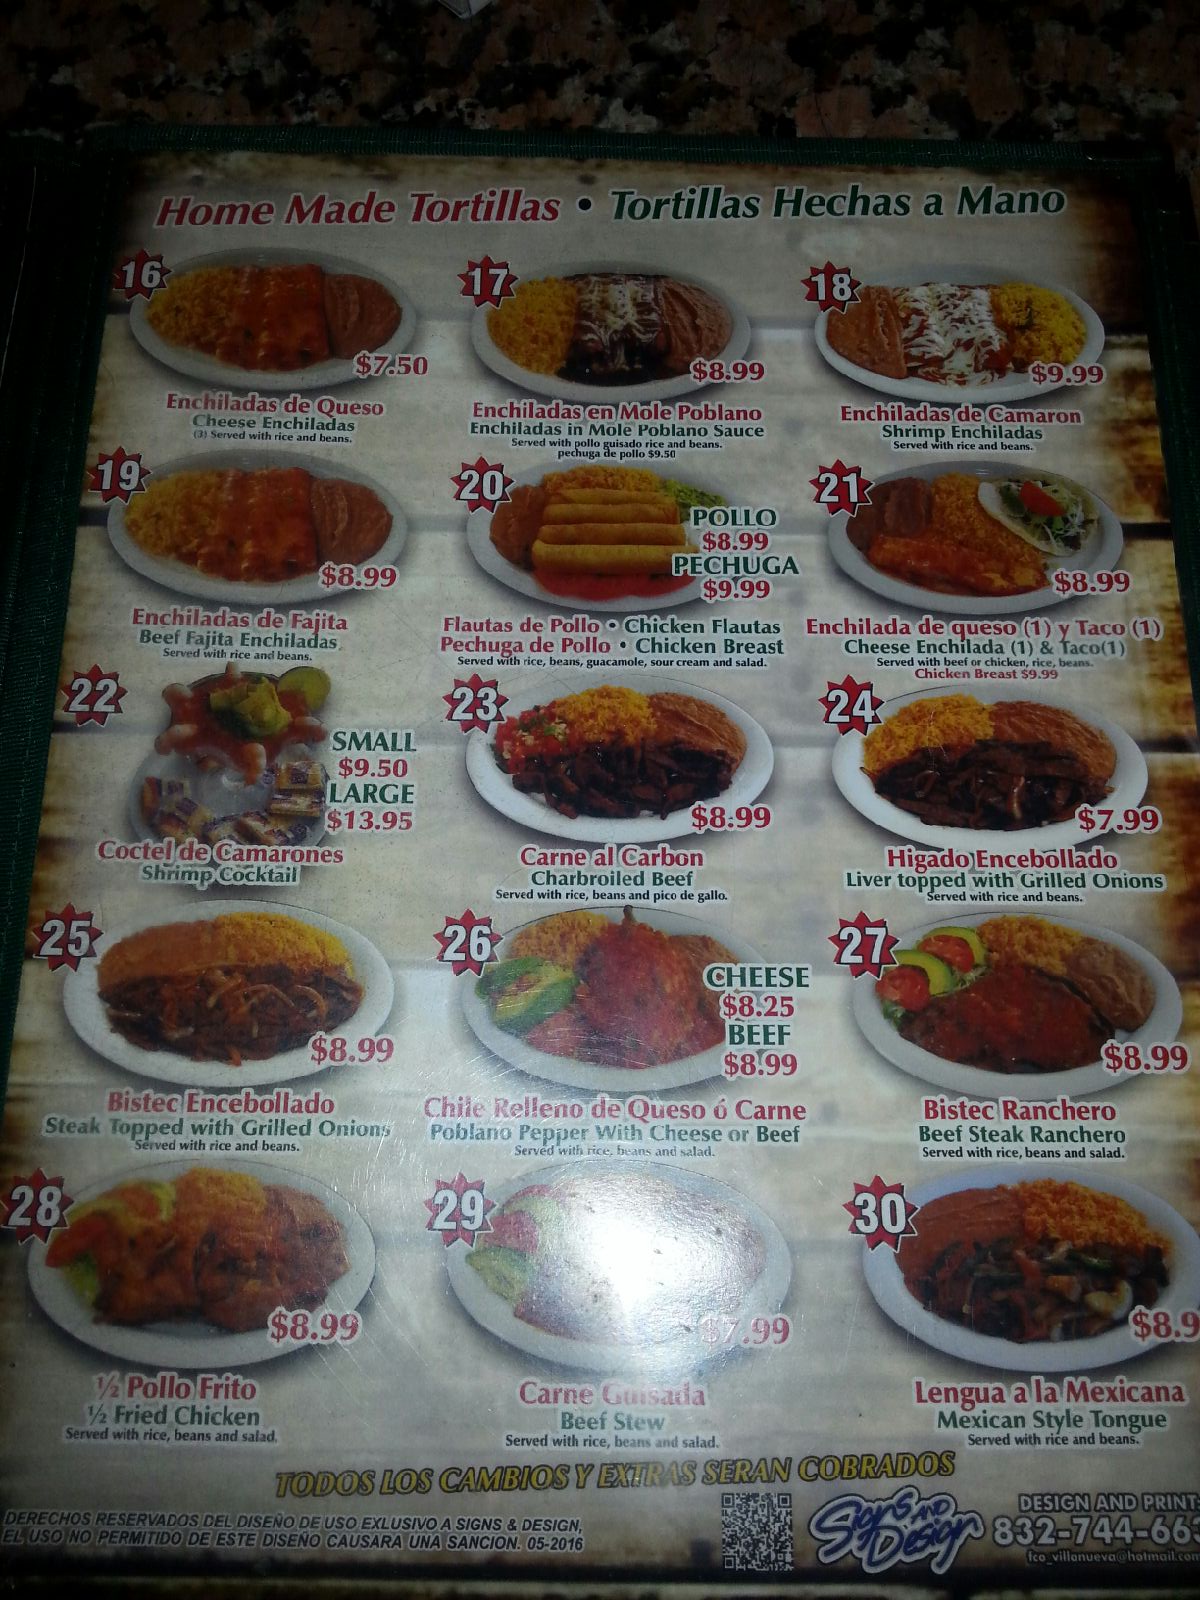 Home Made Tortillas • Tortillas Hechas a Mano
16
$7.50
Enchiladas de Queso
Cheese Enchiladas
(3) Served with rice and beans.
17
$8.99
Enchiladas en Mole Poblano
Enchiladas in Mole Poblano Sauce
Served with pollo guisado rice and beans.
pechuga de pollo $9.50
18
$9.99
Enchiladas de Camaron
Shrimp Enchiladas
Served with rice and beans.
19
$8.99
Enchiladas de Fajita
Beef Fajita Enchiladas
Served with rice and beans.
20
POLLO
$8.99
PECHUGA
$9.99
Flautas de Pollo • Chicken Flautas
Pechuga de Pollo • Chicken Breast
Served with rice, beans, guacamole, sour cream and salad.
21
$8.99
Enchilada de queso (1) y Taco (1)
Cheese Enchilada (1) & Taco(1)
Served with beef or chicken, rice, beans.
Chicken Breast $9.99
22
SMALL
$9.50
LARGE
$13.95
Coctel de Camarones
Shrimp Cocktail
23
$8.99
Carne al Carbon
Charbroiled Beef
Served with rice, beans and pico de gallo.
24
$7.99
Higado Encebollado
Liver topped with Grilled Onions
Served with rice and beans.
25
$8.99
Bistec Encebollado
Steak Topped with Grilled Onions
Served with rice and beans.
26
CHEESE
$8.25
BEEF
$8.99
Chile Relleno de Queso ó Carne
Poblano Pepper With Cheese or Beef
Served with rice, beans and salad.
27
$8.99
Bistec Ranchero
Beef Steak Ranchero
Served with rice, beans and salad.
28
$8.99
½ Pollo Frito
½ Fried Chicken
Served with rice, beans and salad.
29
$7.99
Carne Guisada
Beef Stew
Served with rice, beans and salad.
30
$8.9
Lengua a la Mexicana
Mexican Style Tongue
Served with rice and beans.
TODOS LOS CAMBIOS Y EXTRAS SERAN COBRADOS
DERECHOS RESERVADOS DEL DISEÑO DE USO EXLUSIVO A SIGNS & DESIGN,
EL USO NO PERMITIDO DE ESTE DISEÑO CAUSARA UNA SANCION. 05-2016
Signs AND Design
DESIGN AND PRINT
832-744-663
fco_villanueva@hotmail.com